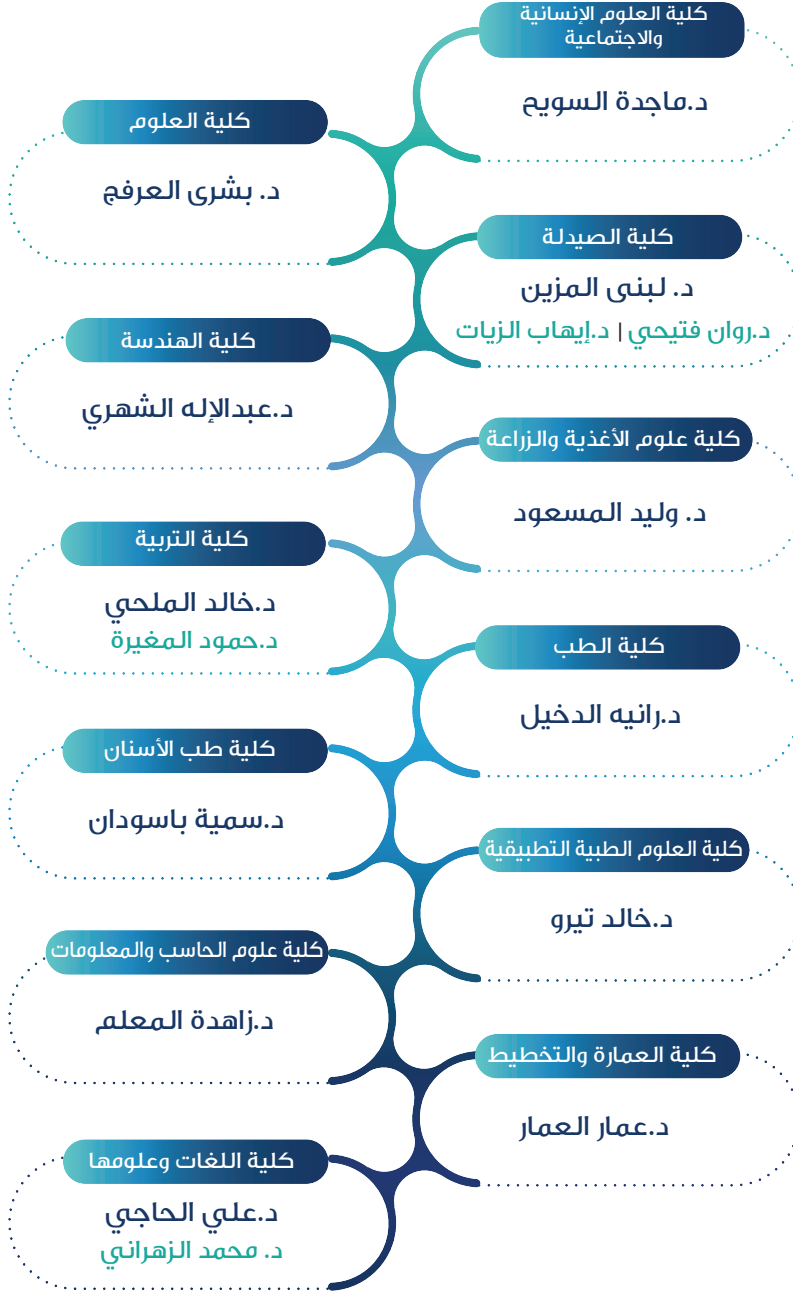 كلية العلوم الإنسانية
والاجتماعية
د.ماجدة السويح
كلية العلوم
د. بشرى العرفج
كلية الصيدلة
د. لبنى المزين
د.روان فتيحي | د.إيهاب الزيات
كلية الهندسة
د.عبدالإله الشهري
كلية علوم الأغذية والزراعة
د. وليد المسعود
كلية التربية
د.خالد الملحي
د.حمود المغيرة
كلية الطب
د.رانيه الدخيل
كلية طب الأسنان
د.سمية باسودان
كلية العلوم الطبية التطبيقية
د.خالد تيرو
كلية علوم الحاسب والمعلومات
د.زاهدة المعلم
كلية العمارة والتخطيط
د.عمار العمار
كلية اللغات وعلومها
د.علي الحاجي
د. محمد الزهراني